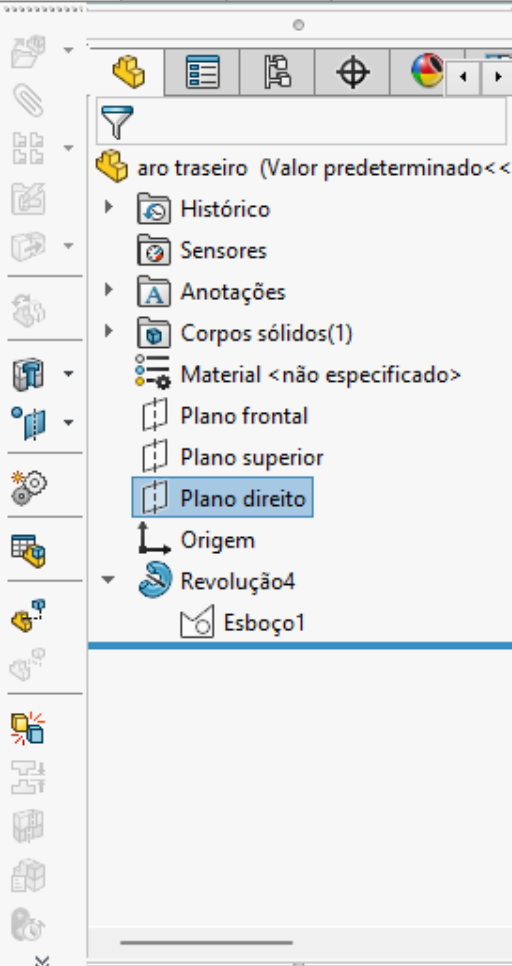 aro traseiro (Valor predeterminado<<
Histórico
Sensores
Anotações
Corpos sólidos(1)
Material <não especificado>
Plano frontal
Plano superior
Plano direito
Origem
Revolução4
Esboço1